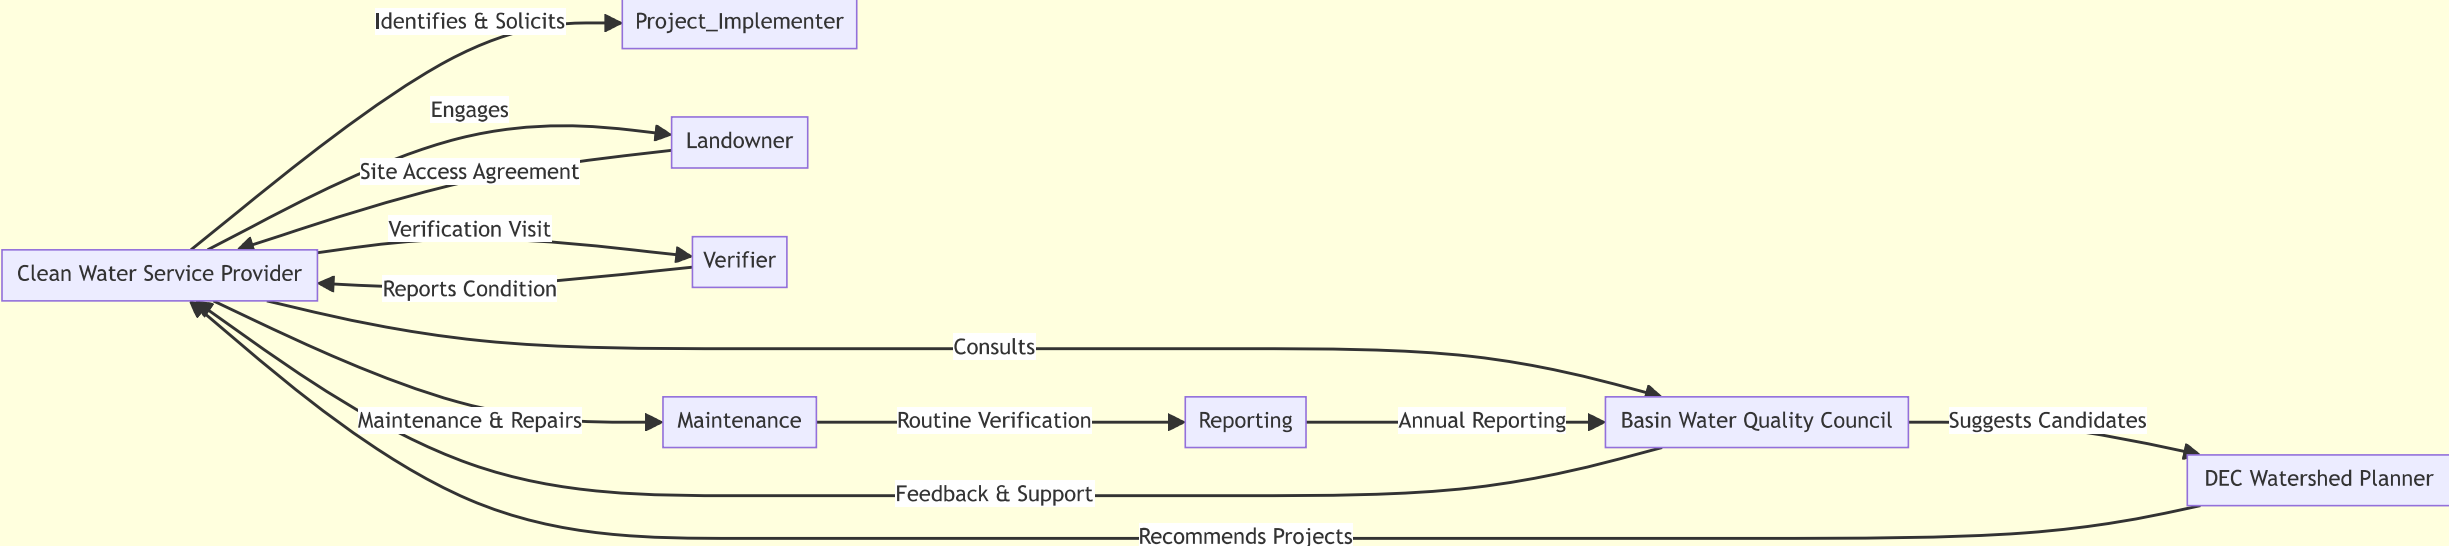 Identifies & Solicits
Project_Implementer
Engages
Landowner
Site Access Agreement
Verification Visit
Verifier
Clean Water Service Provider
Reports Condition
Consults
Maintenance & Repairs
Maintenance
Routine Verification
Reporting
Annual Reporting
Basin Water Quality Council
Suggests Candidates
DEC Watershed Planner
Feedback & Support
Recommends Projects